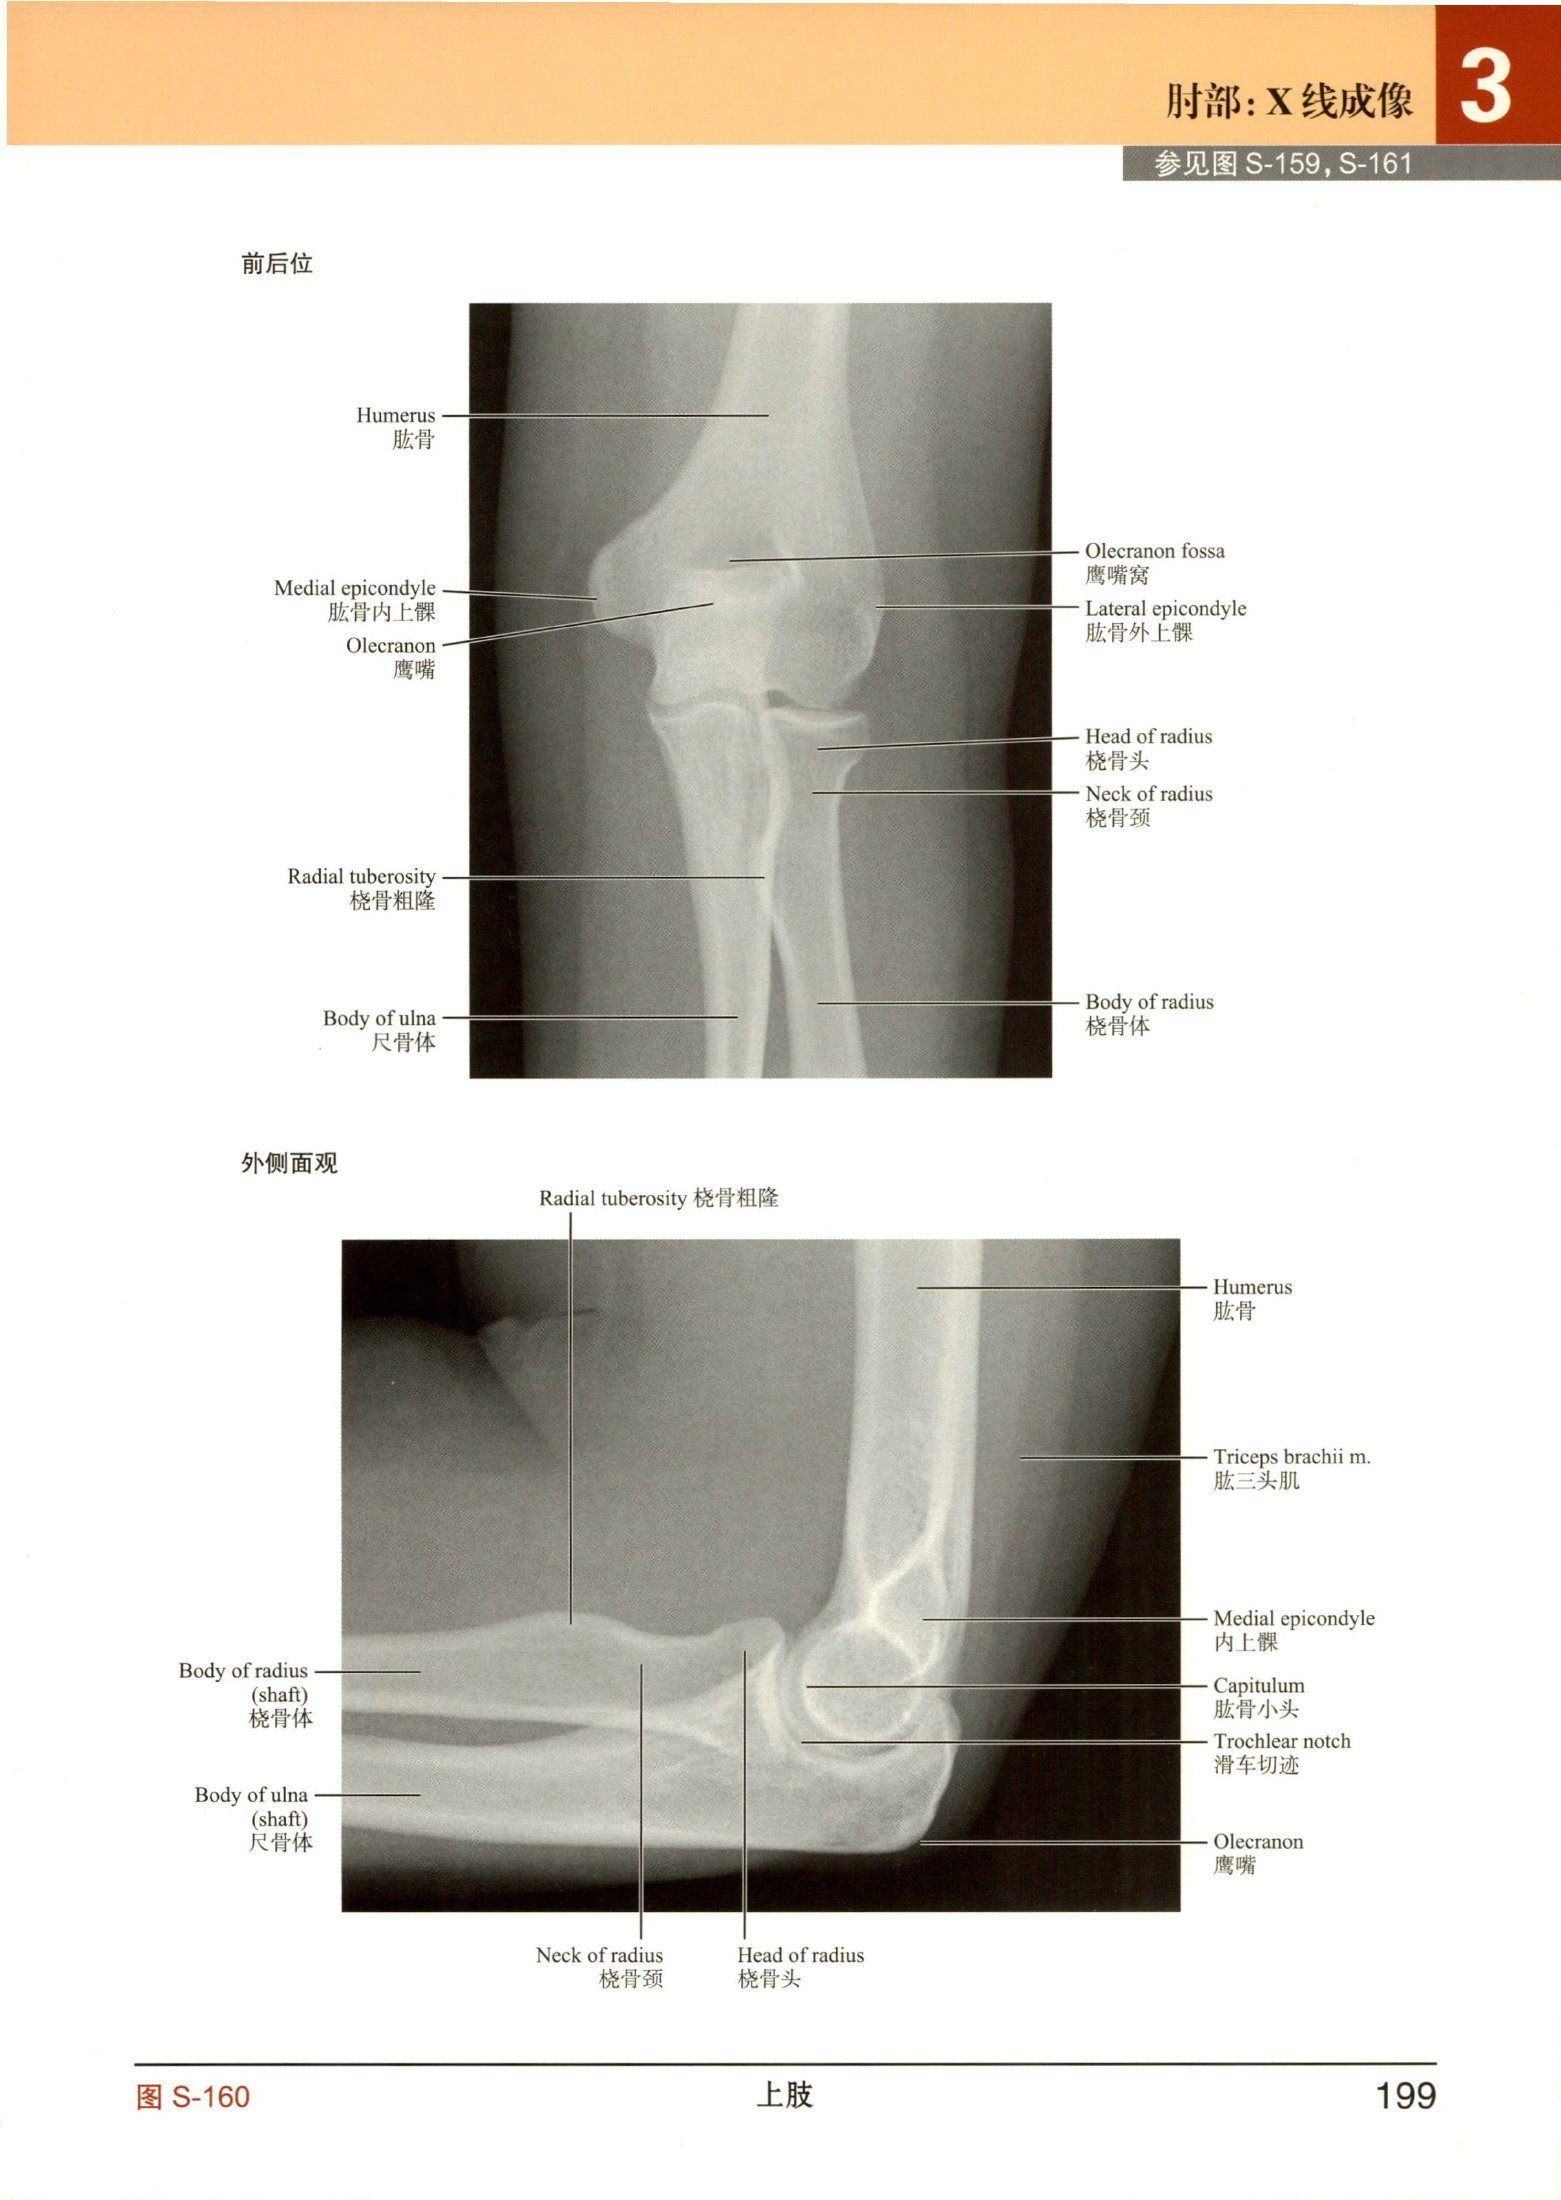 肘部：X 线成像
3
参见图 S-159, S-161
前后位
Humerus
肱骨
Medial epicondyle
肱骨内上髁
Olecranon
鹰嘴
Radial tuberosity
桡骨粗隆
Body of ulna
尺骨体
Olecranon fossa
鹰嘴窝
Lateral epicondyle
肱骨外上髁
Head of radius
桡骨头
Neck of radius
桡骨颈
Body of radius
桡骨体
外侧面观
Radial tuberosity 桡骨粗隆
Humerus
肱骨
Triceps brachii m.
肱三头肌
Medial epicondyle
内上髁
Capitulum
肱骨小头
Trochlear notch
滑车切迹
Olecranon
鹰嘴
Body of radius
(shaft)
桡骨体
Body of ulna
(shaft)
尺骨体
Neck of radius
桡骨颈
Head of radius
桡骨头
图 S-160
上肢
199